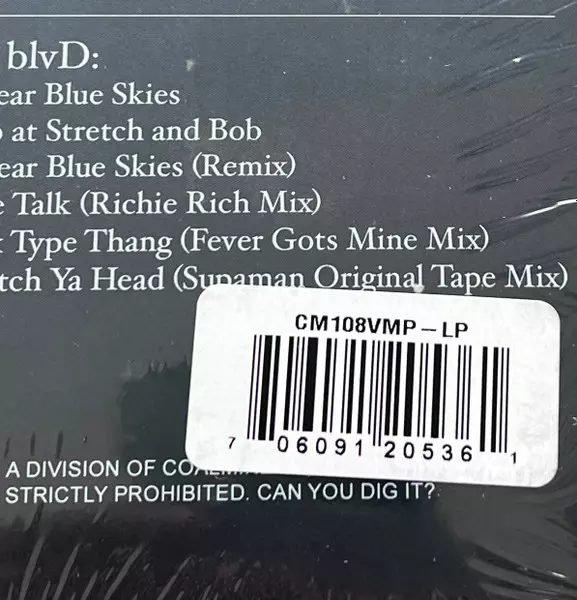 blvD:
ear Blue Skies
at Stretch and Bob
ear Blue Skies (Remix)
e Talk (Richie Rich Mix)
Type Thang (Fever Gots Mine Mix)
tch Ya Head (Supaman Original Tape Mix)
CM108VMP-LP
7 06091 20536 1
A DIVISION OF
STRICTLY PROHIBITED. CAN YOU DIG IT?